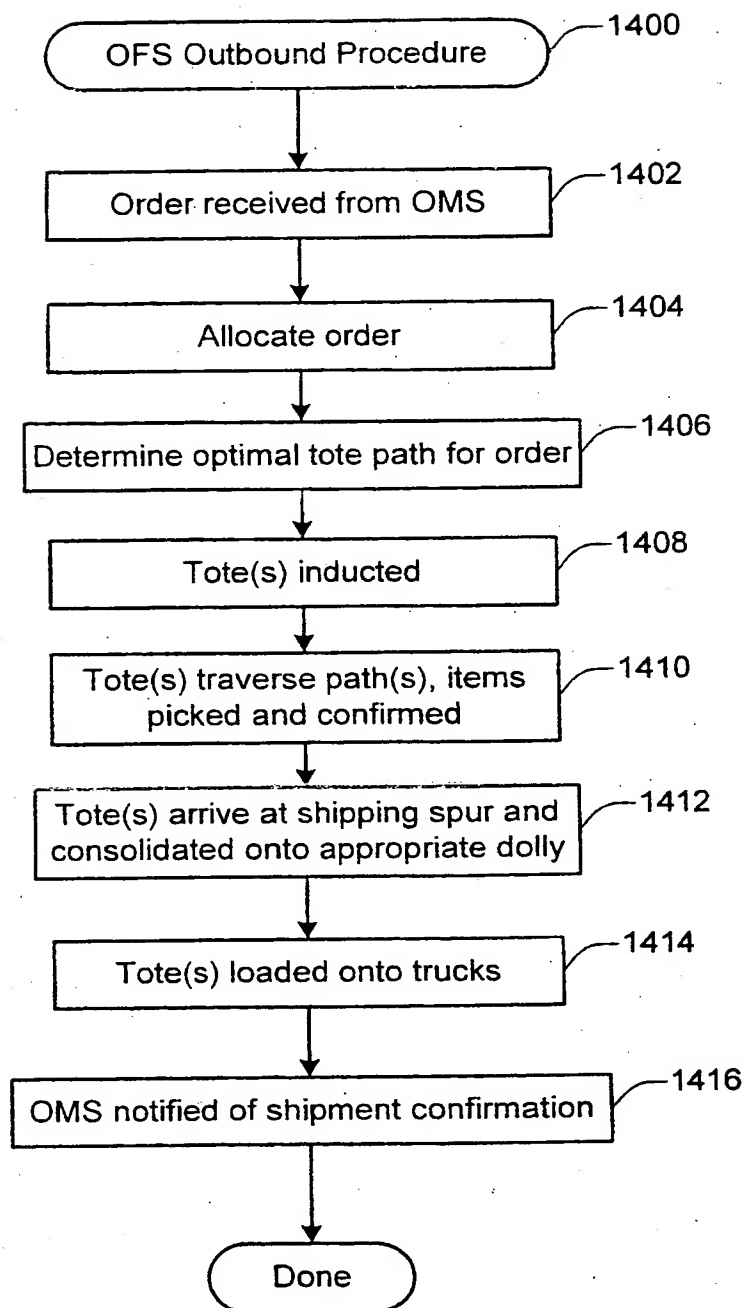 OFS Outbound Procedure
1400
Order received from OMS
1402
Allocate order
1404
Determine optimal tote path for order
1406
Tote(s) inducted
1408
Tote(s) traverse path(s), items
picked and confirmed
1410
Tote(s) arrive at shipping spur and
consolidated onto appropriate dolly
1412
Tote(s) loaded onto trucks
1414
OMS notified of shipment confirmation
1416
Done